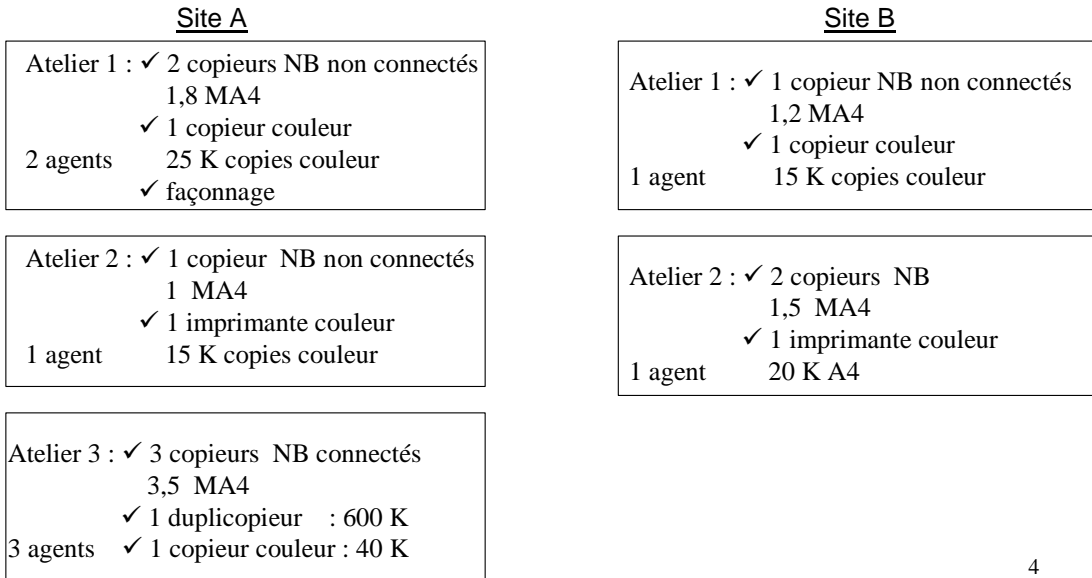 Site A
Atelier 1 : ✓ 2 copieurs NB non connectés
1,8 MA4
✓ 1 copieur couleur
2 agents 25 K copies couleur
✓ façonnage
Atelier 2 : ✓ 1 copieur NB non connectés
1 MA4
✓ 1 imprimante couleur
1 agent 15 K copies couleur
Atelier 3 : ✓ 3 copieurs NB connectés
3,5 MA4
✓ 1 duplicopieur : 600 K
3 agents ✓ 1 copieur couleur : 40 K
Site B
Atelier 1 : ✓ 1 copieur NB non connectés
1,2 MA4
✓ 1 copieur couleur
1 agent 15 K copies couleur
Atelier 2 : ✓ 2 copieurs NB
1,5 MA4
✓ 1 imprimante couleur
1 agent 20 K A4
4